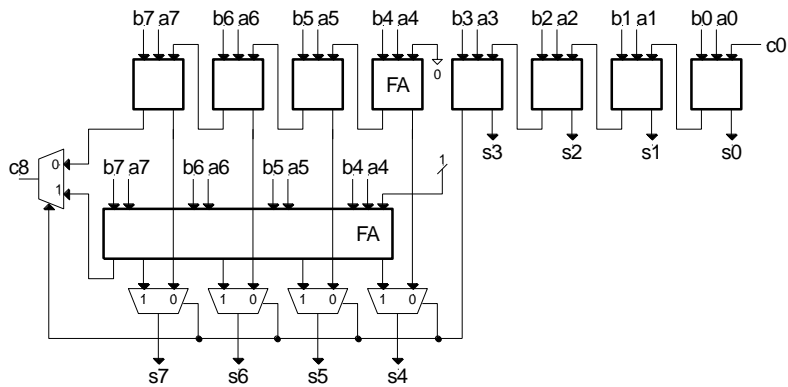 b7 a7 b6 a6 b5 a5 b4 a4 b3 a3 b2 a2 b1 a1 b0 a0
c0
0
FA
s3 s2 s1 s0
c8 0
1
b7 a7 b6 a6 b5 a5 b4 a4 1
FA
1 0 1 0 1 0 1 0
s7 s6 s5 s4